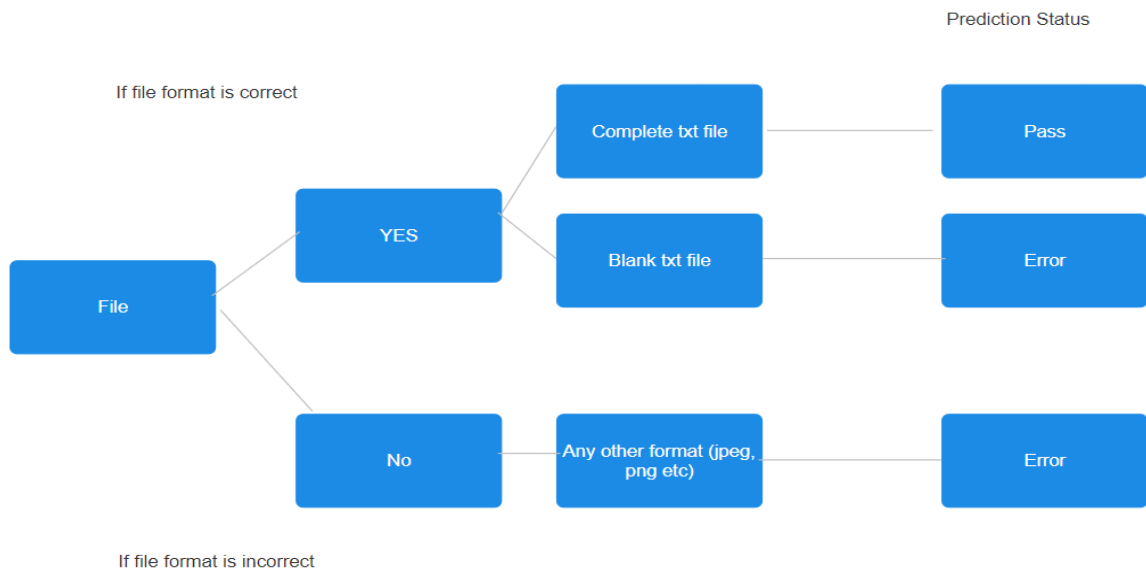 Prediction Status
If file format is correct
Complete txt file
Pass
YES
Blank txt file
Error
File
No
Any other format (jpeg,
png etc)
Error
If file format is incorrect